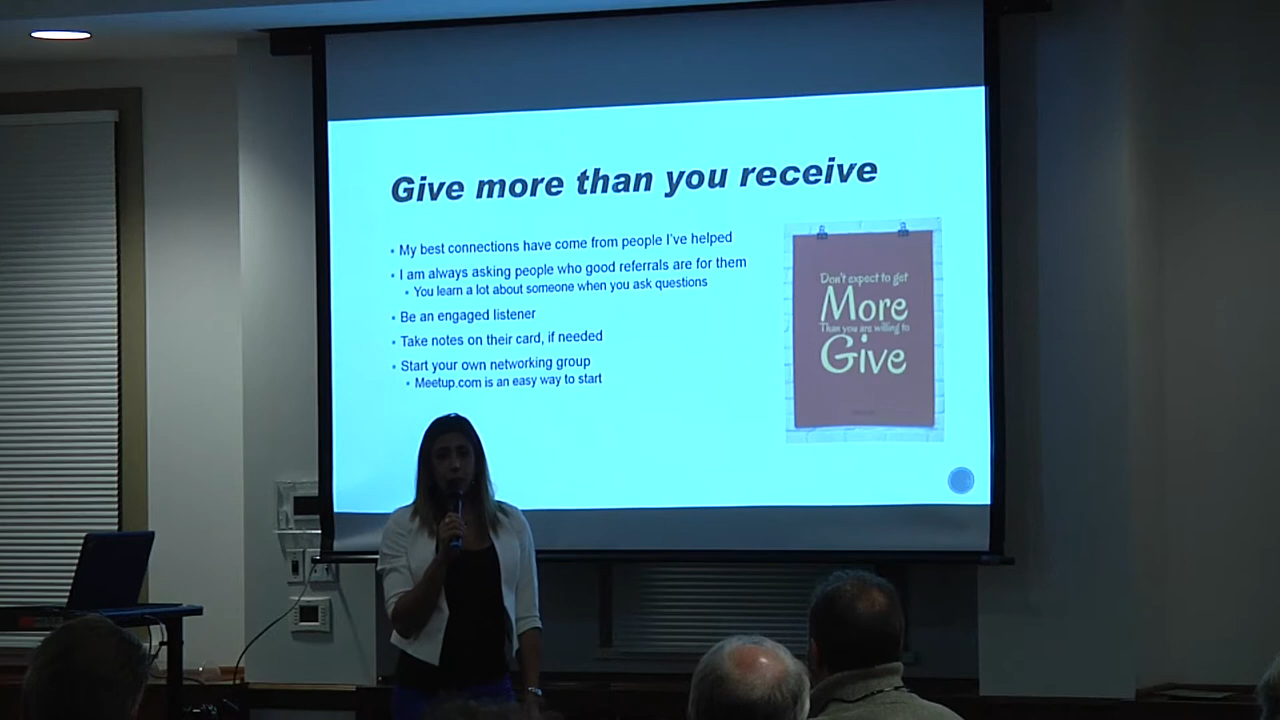 Give more than you receive
▪ My best connections have come from people I've helped
▪ I am always asking people who good referrals are for them
▪ You learn a lot about someone when you ask questions
▪ Be an engaged listener
▪ Take notes on their card, if needed
▪ Start your own networking group
▪ Meetup.com is an easy way to start
Don't expect to get
More
Than you are willing to
Give